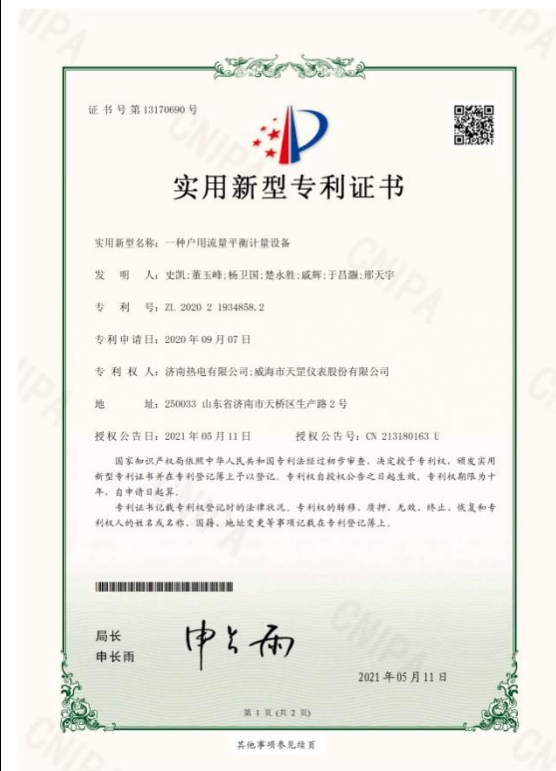 证书号第13170690号
实用新型专利证书
实用新型名称：一种户用流量平衡计量设备
发 明 人：史凯;董玉峰;杨卫国;楚永胜;戚辉;于昌灏;邢天宇
专 利 号：ZL 2020 2 1934858.2
专利申请日：2020年09月07日
专 利 权 人：济南热电有限公司;威海市天罡仪表股份有限公司
地 址：250033 山东省济南市天桥区生产路2号
授权公告日：2021年05月11日 授权公告号：CN 213180163 U
国家知识产权局依照中华人民共和国专利法经过初步审查，决定授予专利权，颁发实用
新型专利证书并在专利登记簿上予以登记。专利权自授权公告之日起生效。专利权期限为十
年，自申请日起算。
专利证书记载专利权登记时的法律状况。专利权的转移、质押、无效、终止、恢复和专
利权人的姓名或名称、国籍、地址变更等事项记载在专利登记簿上。
局长
申长雨
申长雨
2021年05月11日
第 1 页 (共 2 页)
其他事项参见续页
CNIPA